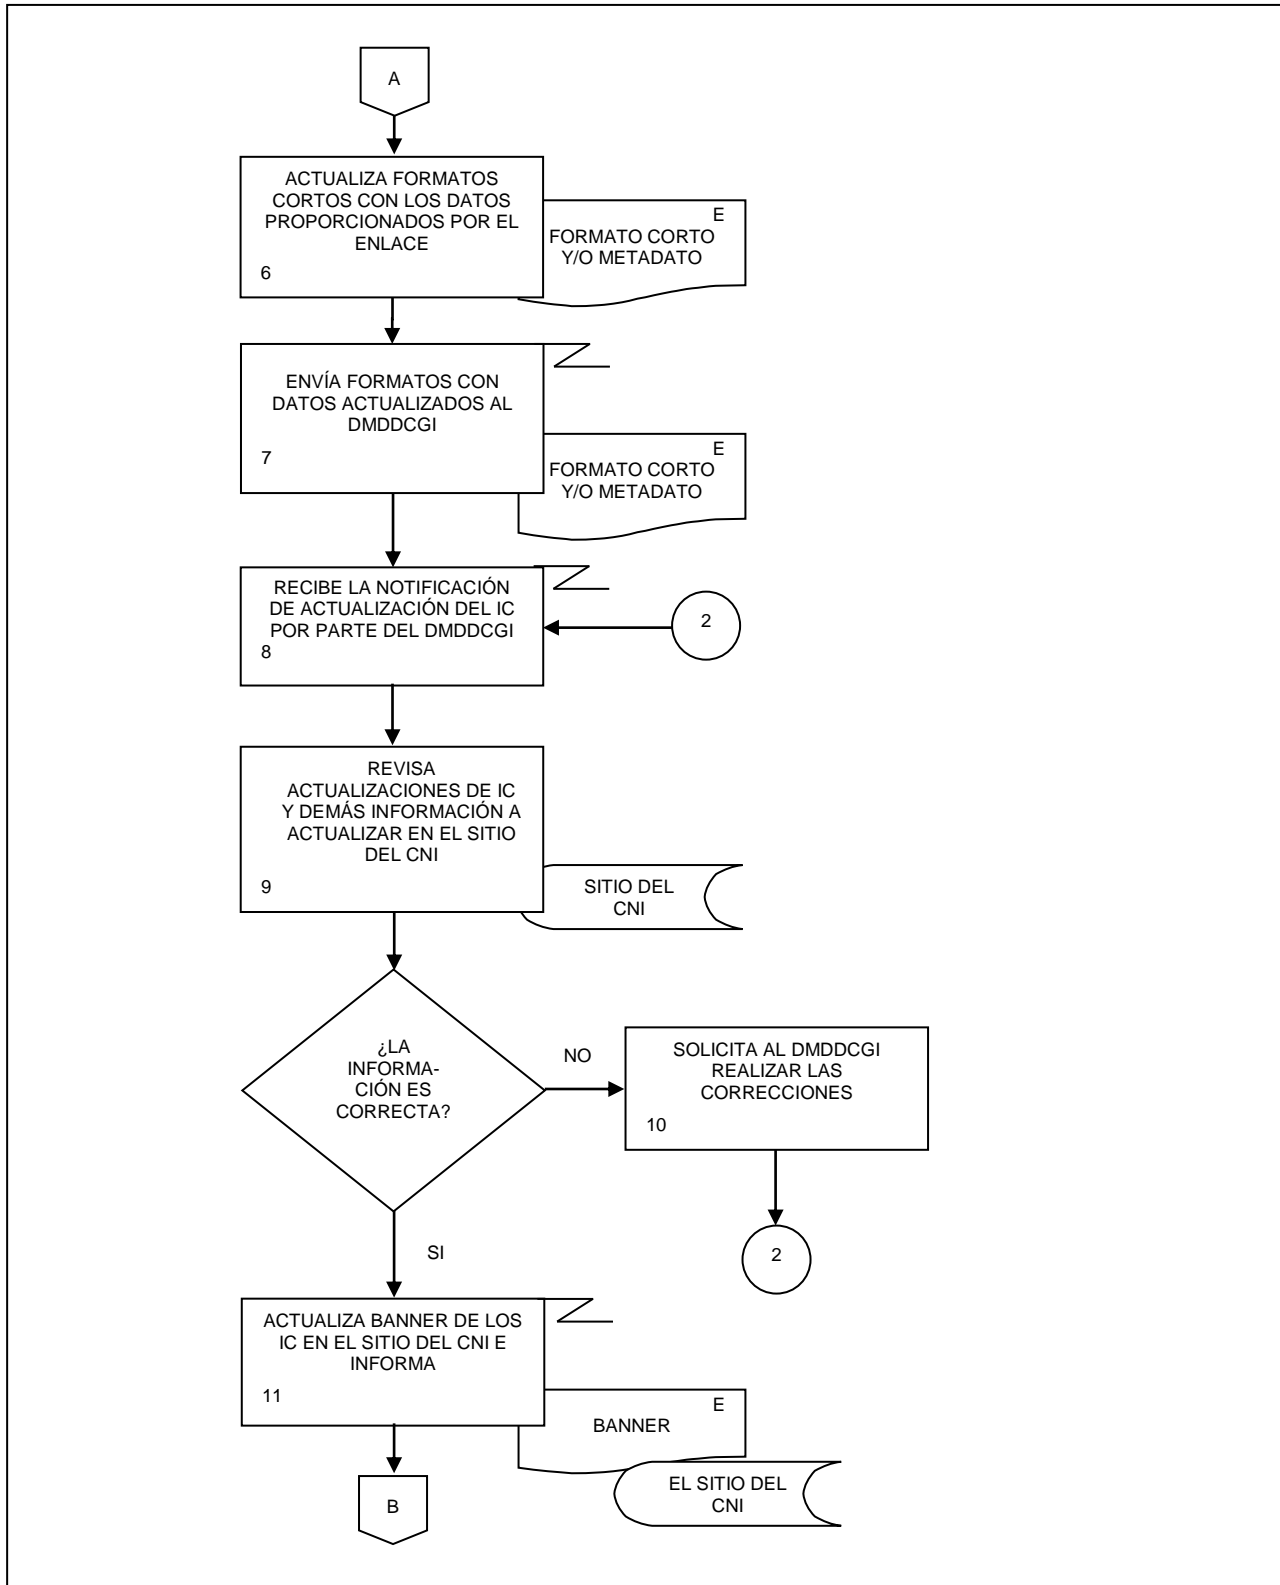 A
ACTUALIZA FORMATOS
CORTOS CON LOS DATOS
PROPORCIONADOS POR EL
ENLACE
6
E
FORMATO CORTO
Y/O METADATO
ENVÍA FORMATOS CON
DATOS ACTUALIZADOS AL
DMDDCGI
7
E
FORMATO CORTO
Y/O METADATO
RECIBE LA NOTIFICACIÓN
DE ACTUALIZACIÓN DEL IC
POR PARTE DEL DMDDCGI
8
2
REVISA
ACTUALIZACIONES DE IC
Y DEMÁS INFORMACIÓN A
ACTUALIZAR EN EL SITIO
DEL CNI
9
SITIO DEL
CNI
¿LA
INFORMA-
CIÓN ES
CORRECTA?
NO
SOLICITA AL DMDDCGI
REALIZAR LAS
CORRECCIONES
10
2
SI
ACTUALIZA BANNER DE LOS
IC EN EL SITIO DEL CNI E
INFORMA
11
E
BANNER
EL SITIO DEL
CNI
B